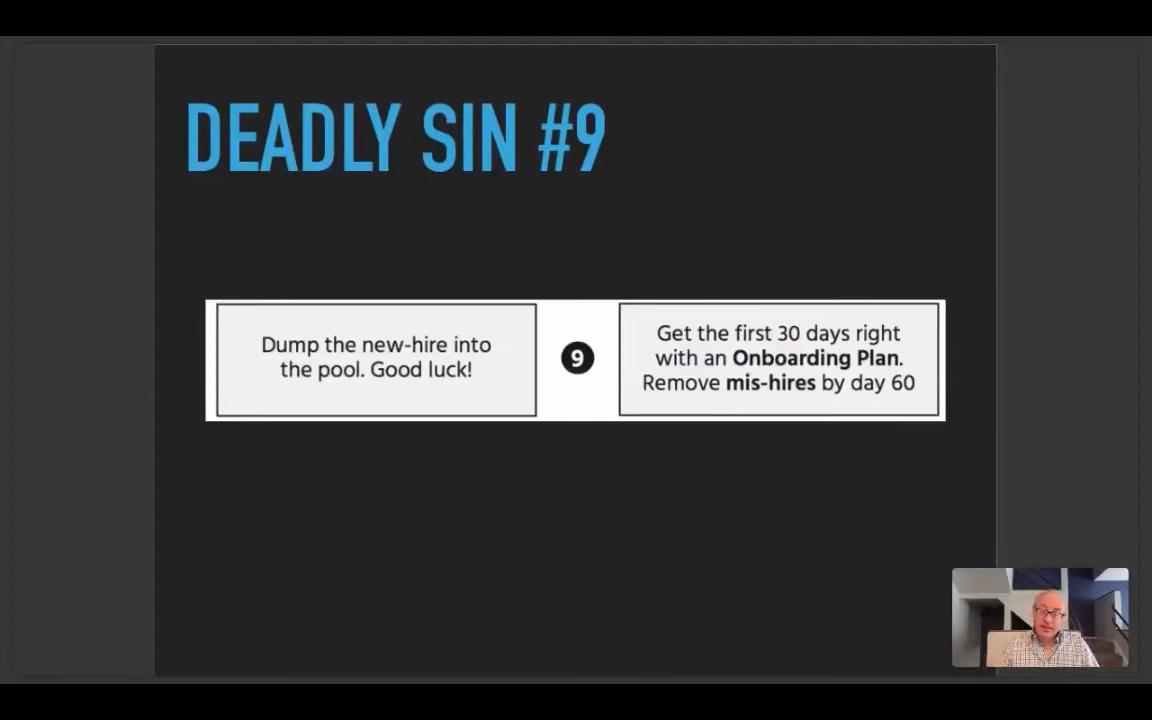 DEADLY SIN #9
Dump the new-hire into
the pool. Good luck!
9
Get the first 30 days right
with an Onboarding Plan.
Remove mis-hires by day 60